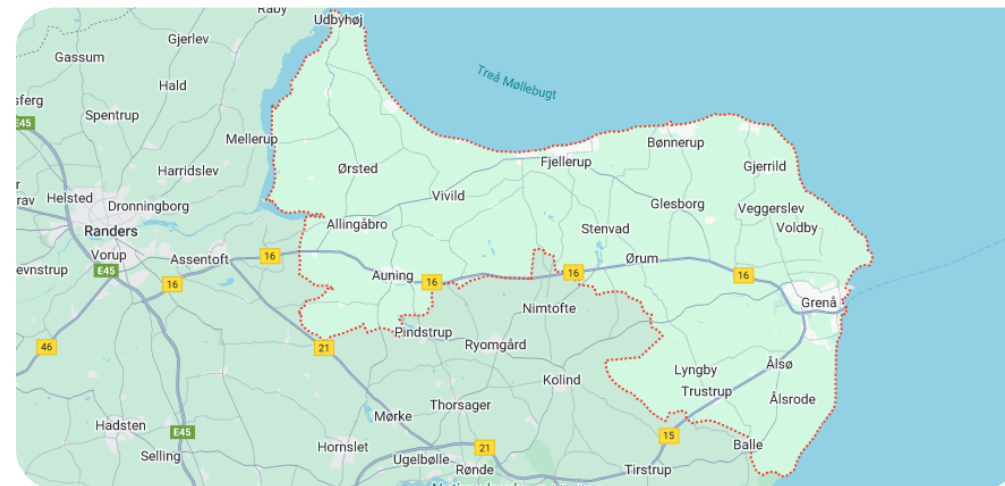 Råby
Udbyhøj
Gjerlev
Gassum
Treå Møllebugt
Hald
sferg
Spentrup
E45
Bønnerup
Mellerup
Fjellerup
Gjerrild
Ørsted
Harridslev
Vivild
Helsted
rav
Dronningborg
Glesborg
Veggerslev
Allingåbro
Voldby
Stenvad
Randers
Vorup
Assentoft
16
Ørum
evnstrup
E45
Auning
16
16
16
16
Grenå
Nimtofte
Pindstrup
46
21
Ryomgård
Ålsø
Lyngby
Kolind
Trustrup
Ålsrode
Thorsager
Mørke
Hadsten
E45
15
Balle
Hornslet
21
Selling
Ugelbølle
Rønde
Tirstrup